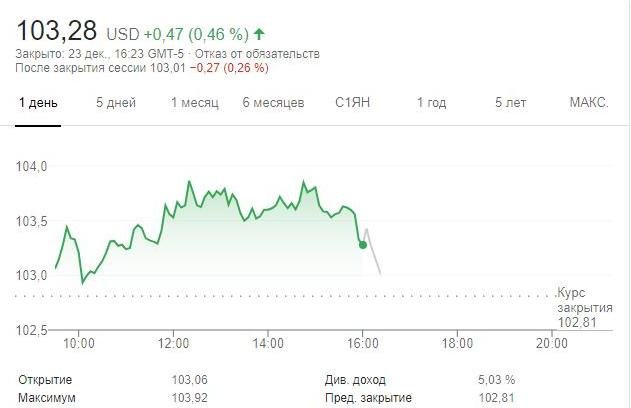 103,28 USD +0,47 (0,46 %) ↑
Закрыто: 23 дек., 16:23 GMT-5 · Отказ от обязательств
После закрытия сессии 103,01 −0,27 (0,26 %)
1 день 5 дней 1 месяц 6 месяцев С1ЯН 1 год 5 лет МАКС.
104,0
103,5
103,0
Курс
закрытия
102,81
102,5
10:00 12:00 14:00 16:00 18:00 20:00
Открытие 103,06 Див. доход 5,03 %
Максимум 103,92 Пред. закрытие 102,81